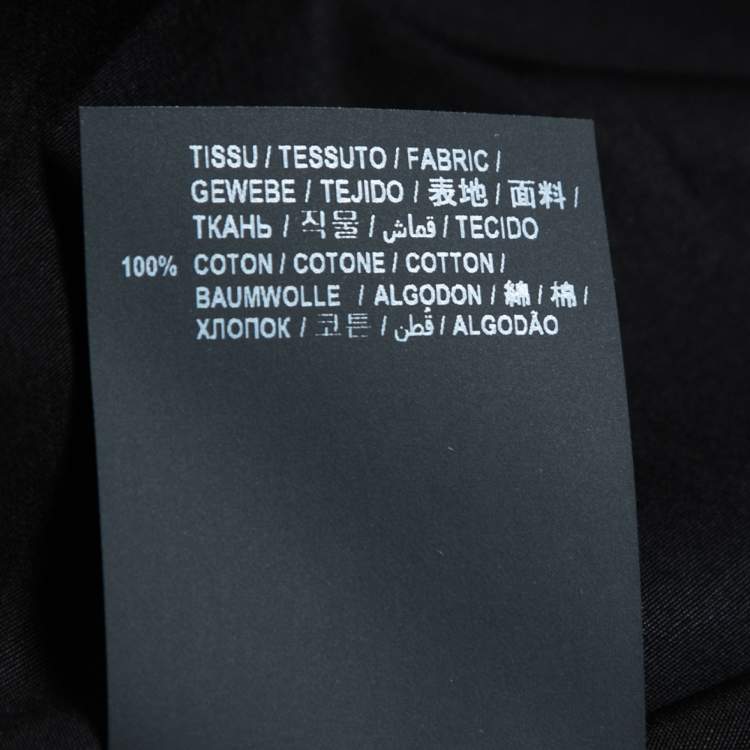 TISSU / TESSUTO / FABRIC /
GEWEBE / TEJIDO / 表地 / 面料 /
ТКАНЬ / 직물 / قماش / TECIDO
100% COTON / COTONE / COTTON /
BAUMWOLLE / ALGODON / 綿 / 棉 /
ХЛОПОК / 코튼 / قُطن / ALGODÃO